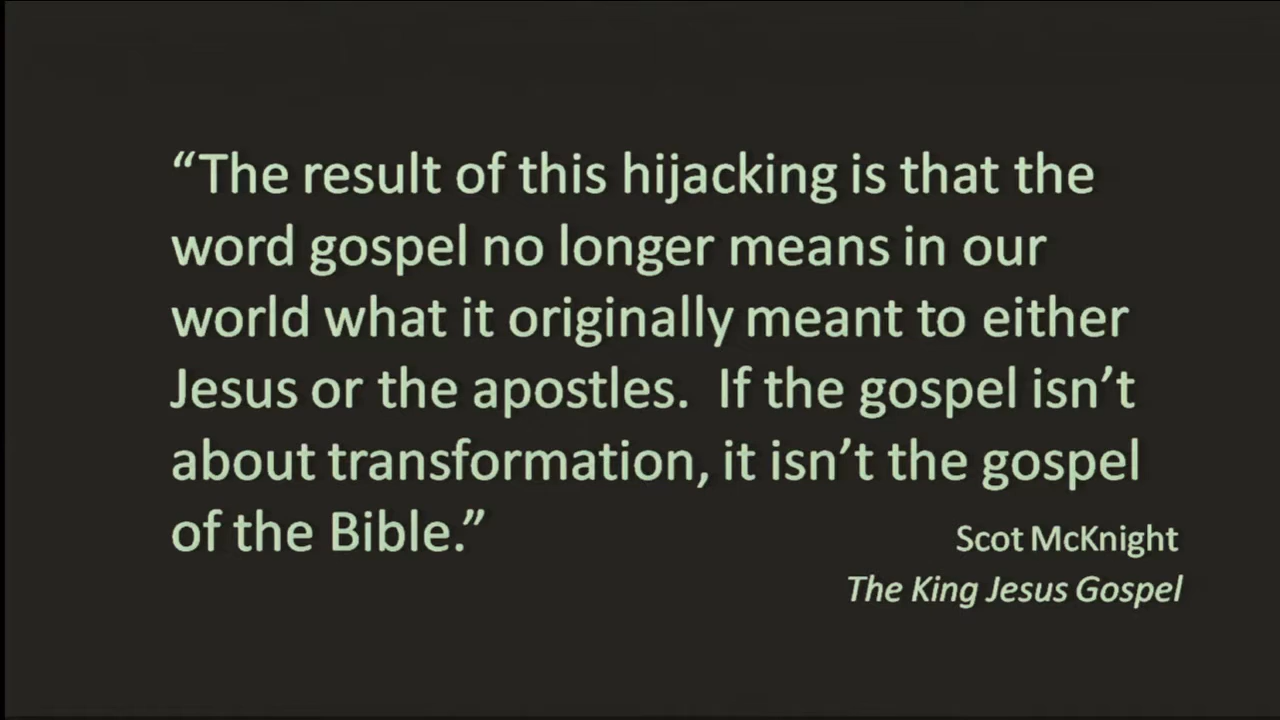 “The result of this hijacking is that the
word gospel no longer means in our
world what it originally meant to either
Jesus or the apostles.  If the gospel isn’t
about transformation, it isn’t the gospel
of the Bible.”
Scot McKnight
The King Jesus Gospel